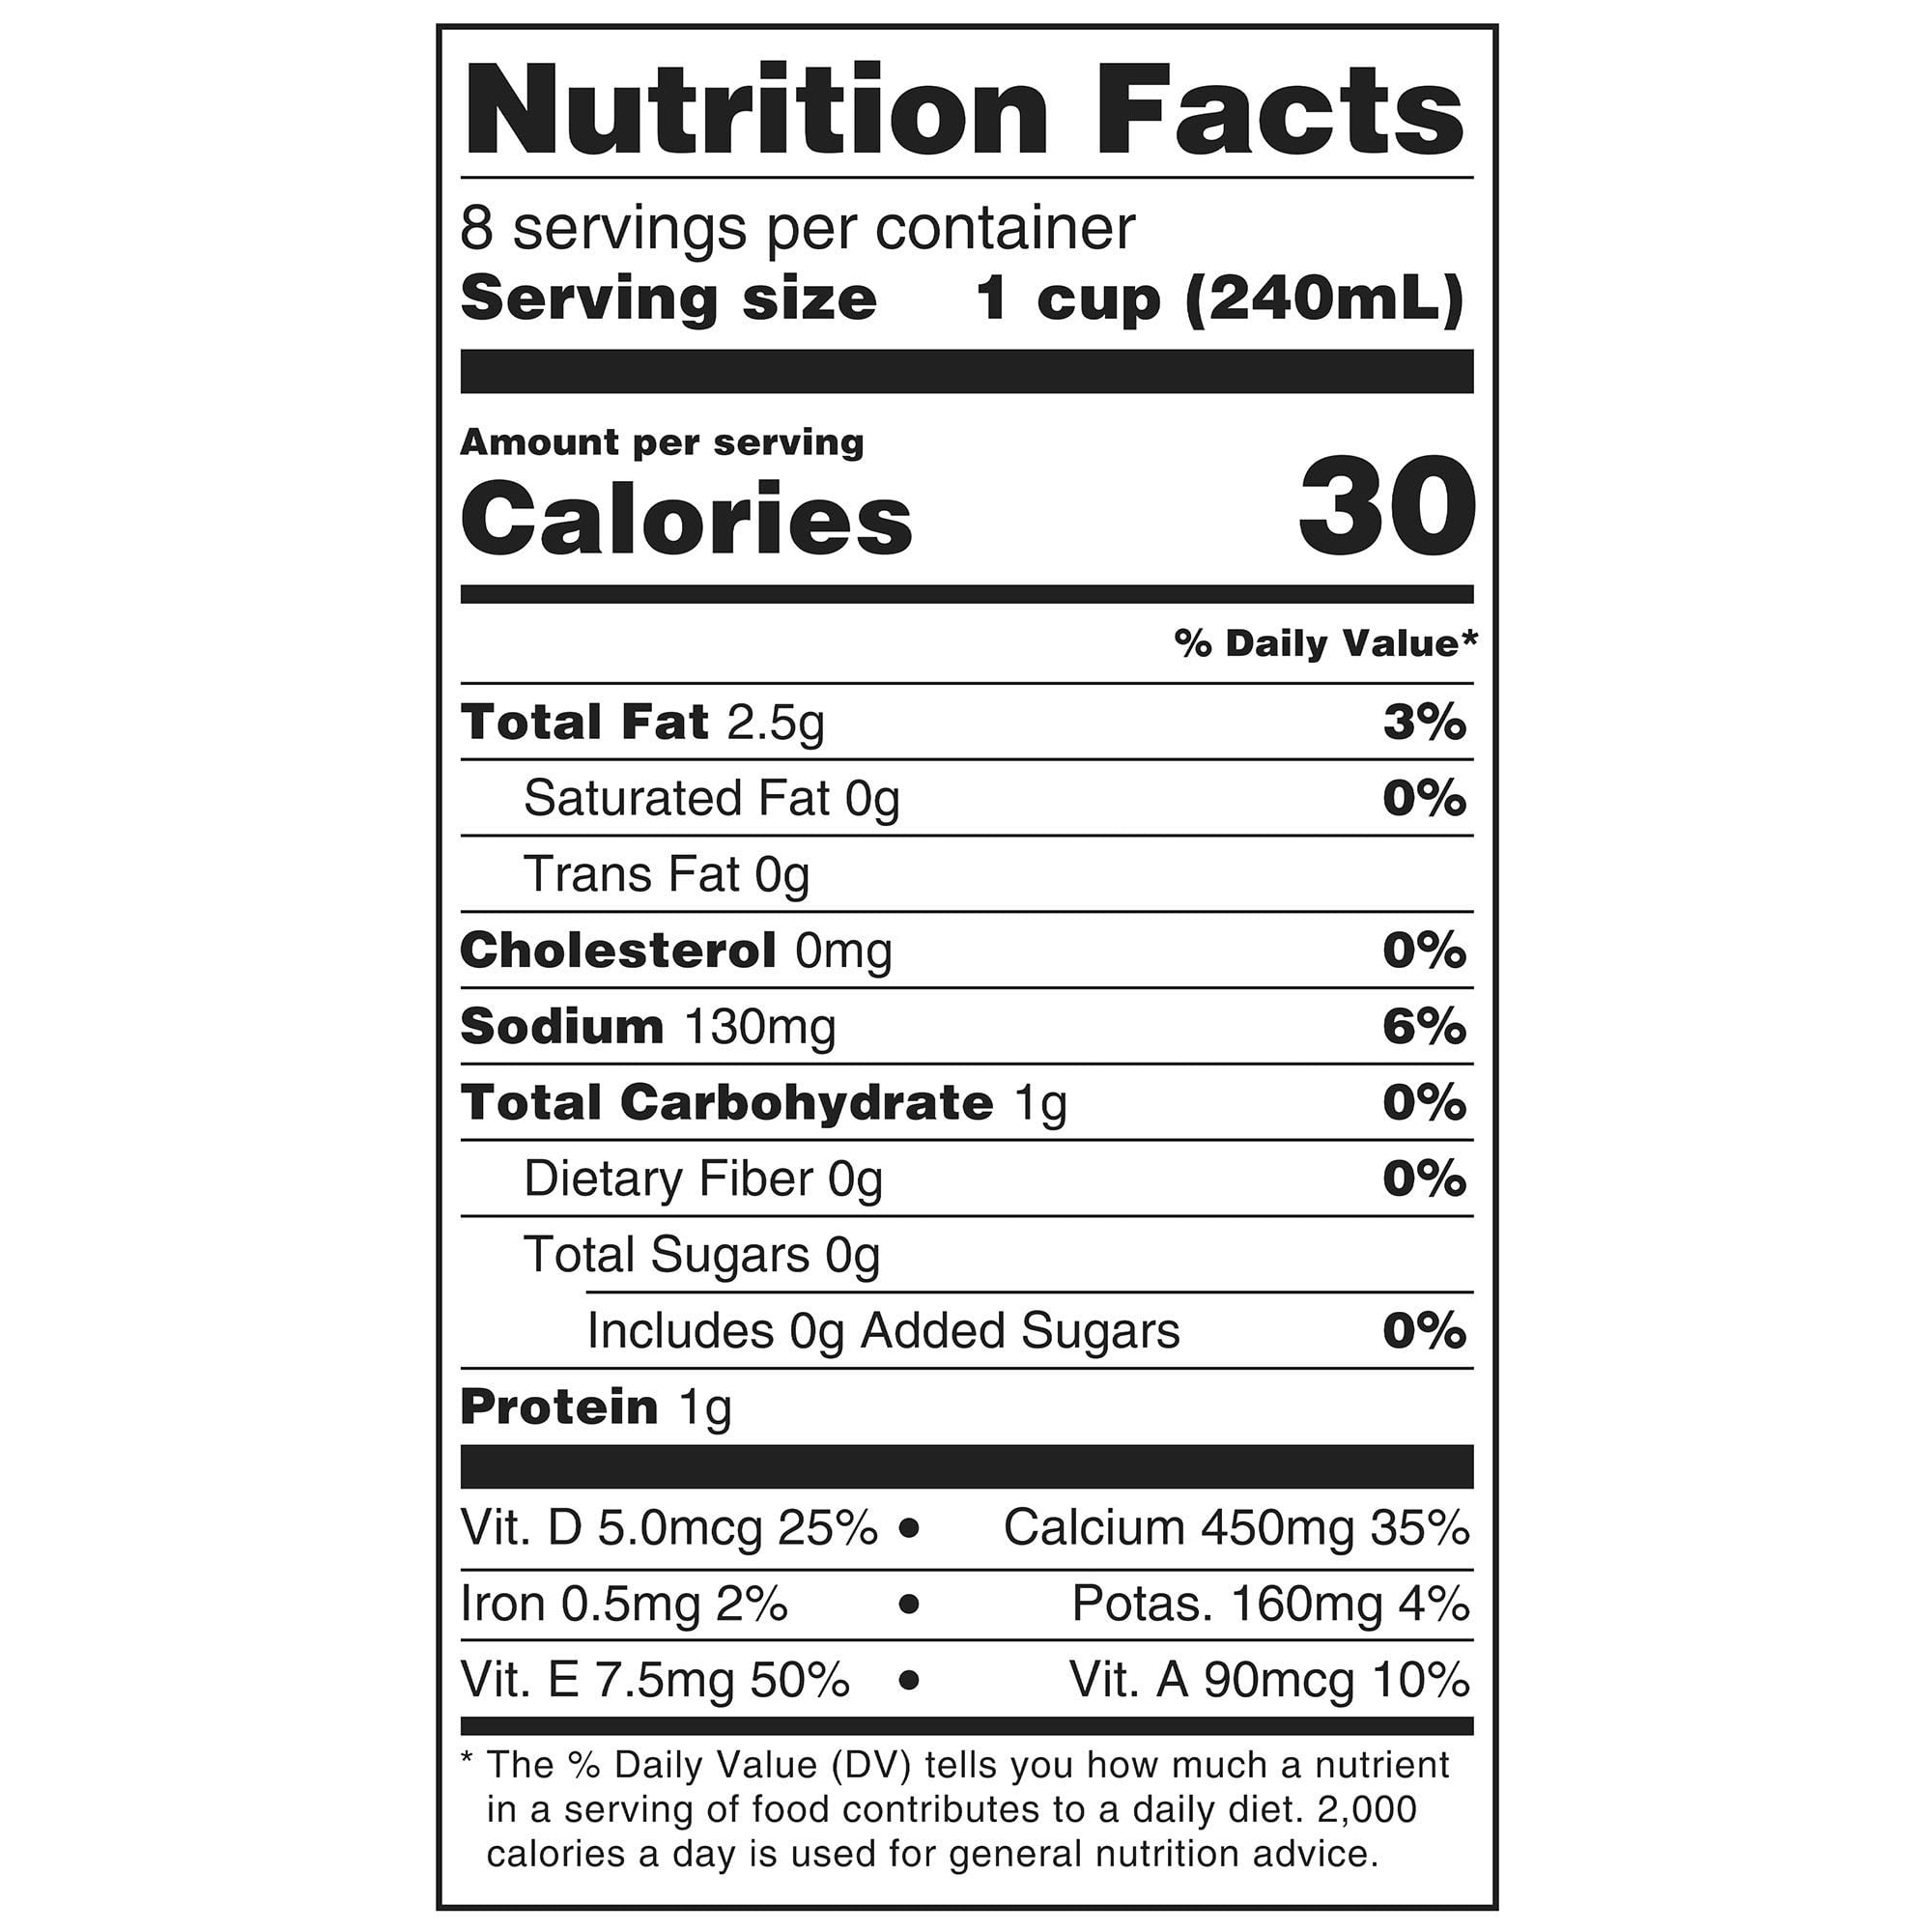 Nutrition Facts
8 servings per container
Serving size 1 cup (240mL)
Amount per serving
Calories 30
% Daily Value*
Total Fat 2.5g 3%
Saturated Fat 0g 0%
Trans Fat 0g
Cholesterol 0mg 0%
Sodium 130mg 6%
Total Carbohydrate 1g 0%
Dietary Fiber 0g 0%
Total Sugars 0g
Includes 0g Added Sugars 0%
Protein 1g
Vit. D 5.0mcg 25% • Calcium 450mg 35%
Iron 0.5mg 2% • Potas. 160mg 4%
Vit. E 7.5mg 50% • Vit. A 90mcg 10%
* The % Daily Value (DV) tells you how much a nutrient
in a serving of food contributes to a daily diet. 2,000
calories a day is used for general nutrition advice.